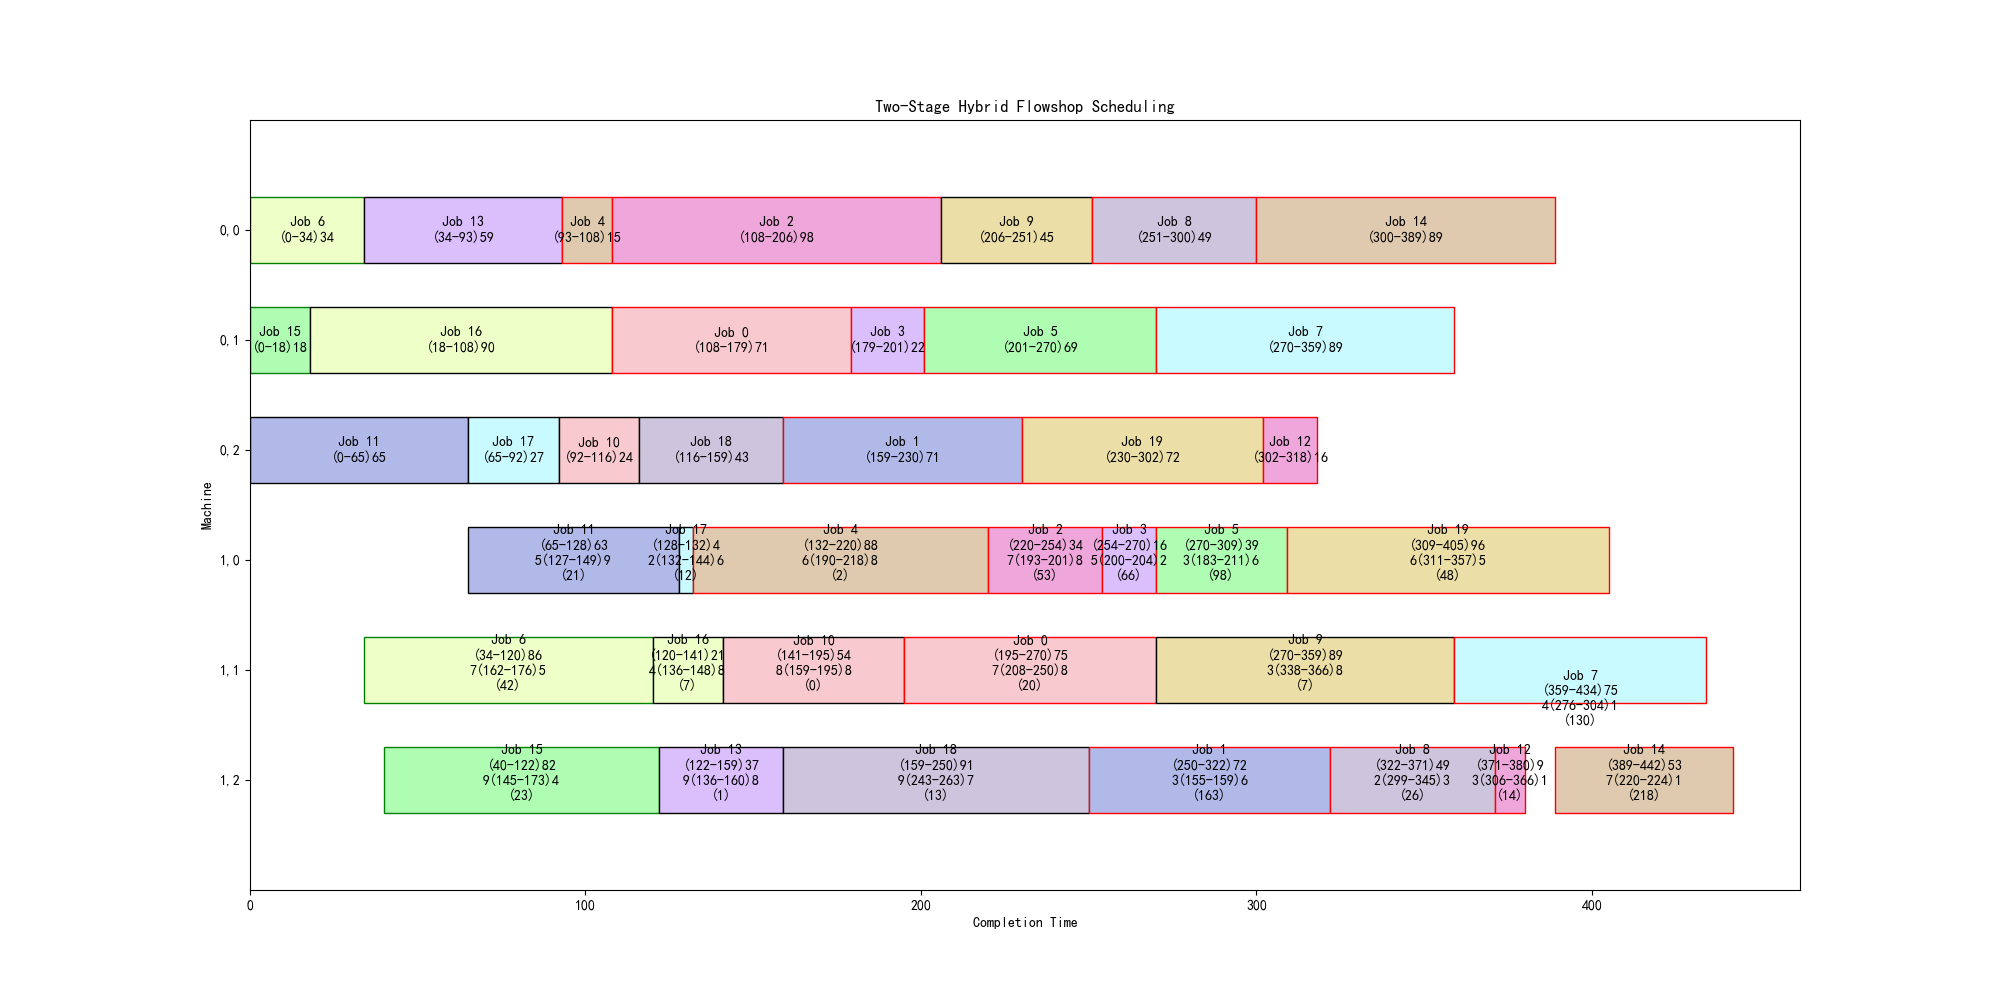 Two-Stage Hybrid Flowshop Scheduling
Machine
0,0
Job 6
(0-34)34
Job 13
(34-93)59
Job 4
(93-108)15
Job 2
(108-206)98
Job 9
(206-251)45
Job 8
(251-300)49
Job 14
(300-389)89
0,1
Job 15
(0-18)18
Job 16
(18-108)90
Job 0
(108-179)71
Job 3
(179-201)22
Job 5
(201-270)69
Job 7
(270-359)89
0,2
Job 11
(0-65)65
Job 17
(65-92)27
Job 10
(92-116)24
Job 18
(116-159)43
Job 1
(159-230)71
Job 19
(230-302)72
Job 12
(302-318)16
1,0
Job 11
(65-128)63
5(127-149)9
(21)
Job 17
(128-132)4
2(132-144)6
(12)
Job 4
(132-220)88
6(190-218)8
(2)
Job 2
(220-254)34
7(193-201)8
(53)
Job 3
(254-270)16
5(200-204)2
(66)
Job 5
(270-309)39
3(183-211)6
(98)
Job 19
(309-405)96
6(311-357)5
(48)
1,1
Job 6
(34-120)86
7(162-176)5
(42)
Job 16
(120-141)21
4(136-148)8
(7)
Job 10
(141-195)54
8(159-195)8
(0)
Job 0
(195-270)75
7(208-250)8
(20)
Job 9
(270-359)89
3(338-366)8
(7)
Job 7
(359-434)75
4(276-304)1
(130)
1,2
Job 15
(40-122)82
9(145-173)4
(23)
Job 13
(122-159)37
9(136-160)8
(1)
Job 18
(159-250)91
9(243-263)7
(13)
Job 1
(250-322)72
3(155-159)6
(163)
Job 8
(322-371)49
2(299-345)3
(26)
Job 12
(371-380)9
3(306-366)1
(14)
Job 14
(389-442)53
7(220-224)1
(218)
0 100 200 300 400
Completion Time